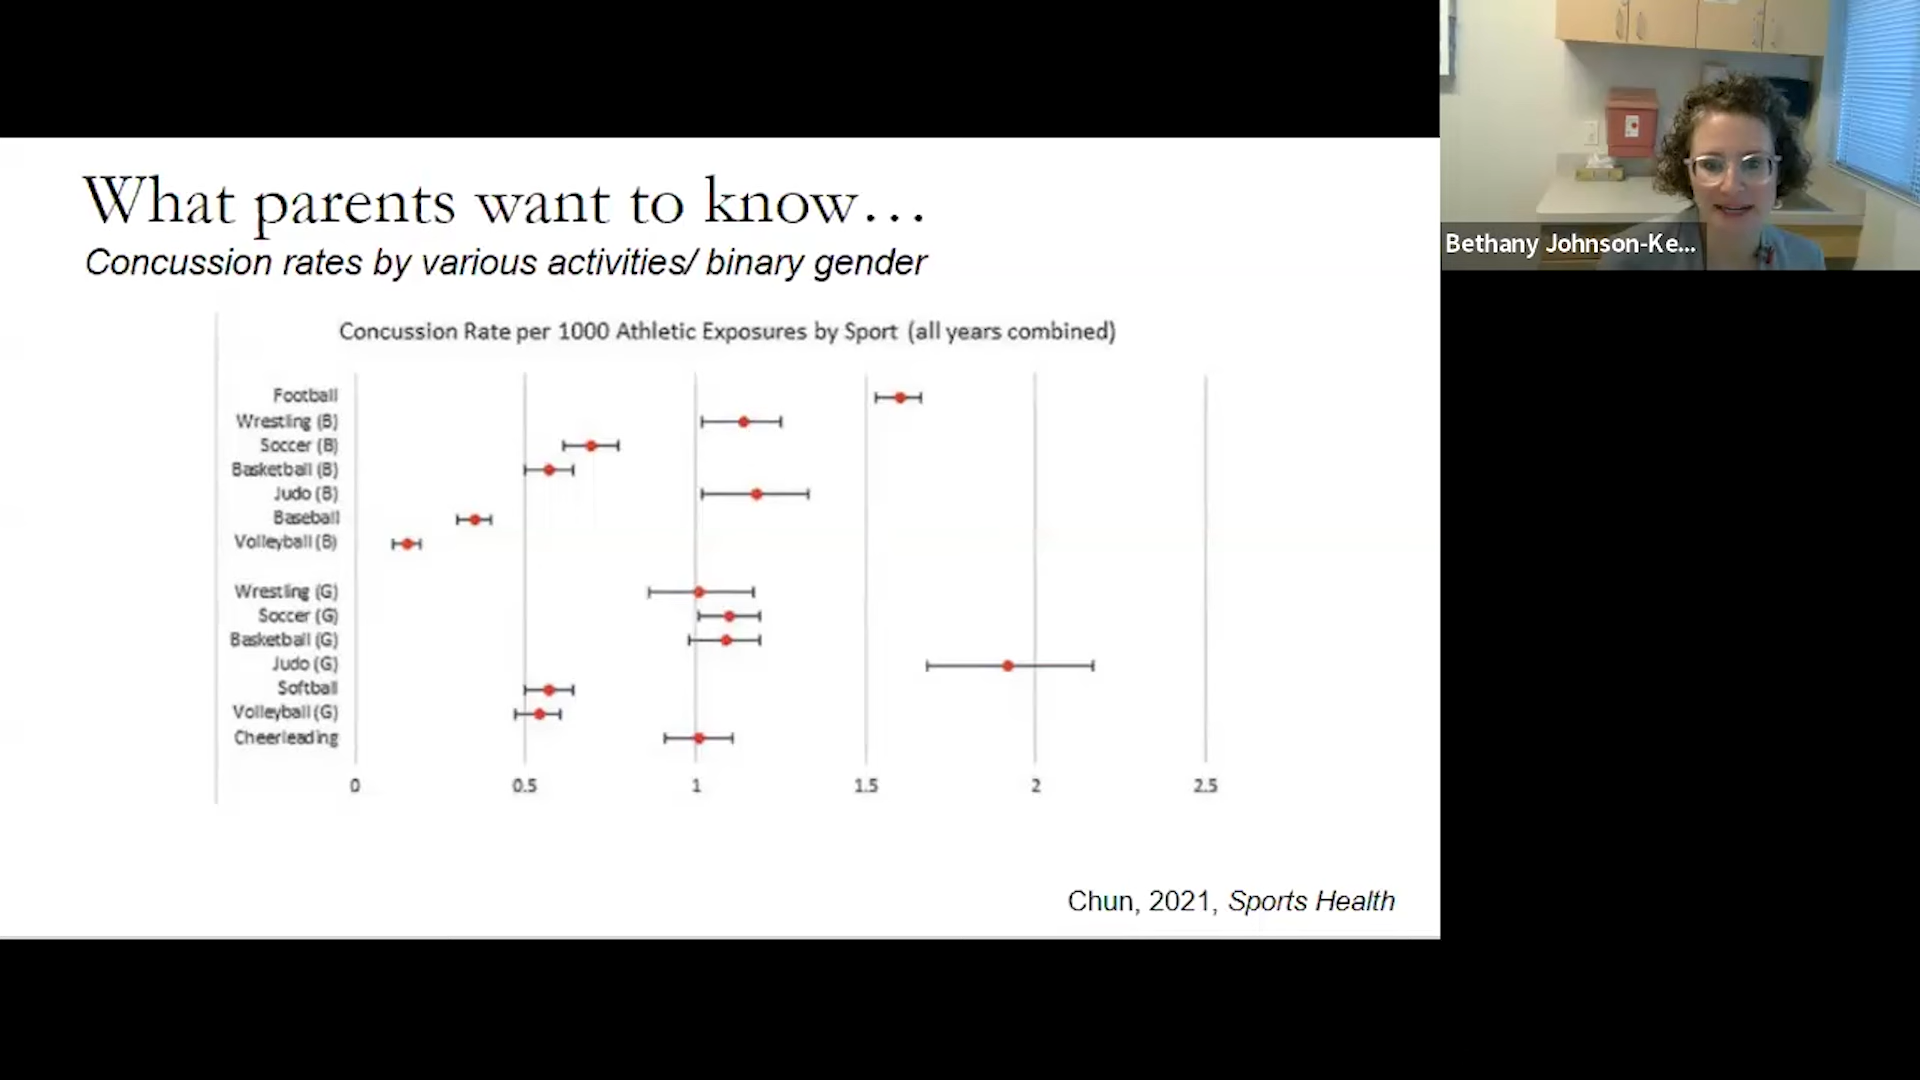 What parents want to know…
Concussion rates by various activities/ binary gender
Concussion Rate per 1000 Athletic Exposures by Sport (all years combined)
Football
Wrestling (B)
Soccer (B)
Basketball (B)
Judo (B)
Baseball
Volleyball (B)
Wrestling (G)
Soccer (G)
Basketball (G)
Judo (G)
Softball
Volleyball (G)
Cheerleading
0 0.5 1 1.5 2 2.5
Chun, 2021, Sports Health
Bethany Johnson-Ke...